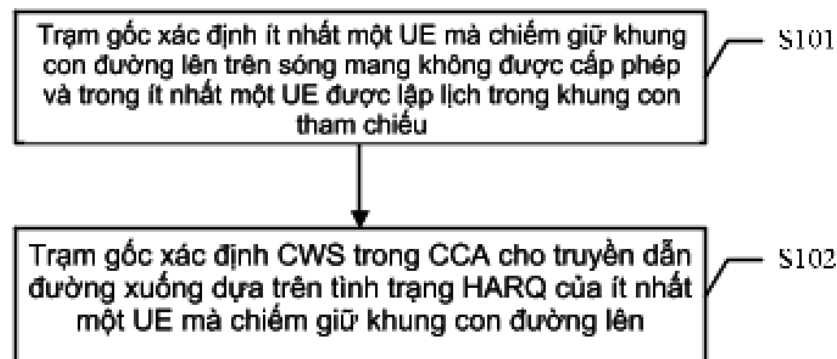 Trạm gốc xác định ít nhất một UE mà chiếm giữ khung
con đường lên trên sóng mang không được cấp phép
và trong ít nhất một UE được lập lịch trong khung con
tham chiếu
S101
Trạm gốc xác định CWS trong CCA cho truyền dẫn
đường xuống dựa trên tình trạng HARQ của ít nhất
một UE mà chiếm giữ khung con đường lên
S102